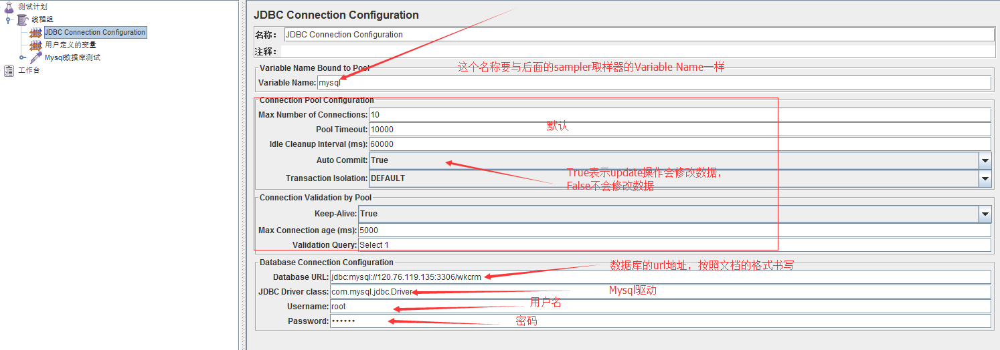 测试计划
线程组
JDBC Connection Configuration
用户定义的变量
Mysql数据库测试
工作台
JDBC Connection Configuration
名称： JDBC Connection Configuration
注释：
Variable Name Bound to Pool
这个名称要与后面的sampler取样器的Variable Name一样
Variable Name: mysql
Connection Pool Configuration
Max Number of Connections: 10
Pool Timeout: 10000
默认
Idle Cleanup Interval (ms): 60000
Auto Commit: True
True表示update操作会修改数据，
False不会修改数据
Transaction Isolation: DEFAULT
Connection Validation by Pool
Keep-Alive: True
Max Connection age (ms): 5000
Validation Query: Select 1
Database Connection Configuration
数据库的url地址，按照文档的格式书写
Database URL: jdbc:mysql://120.76.119.135:3306/wkcrm
JDBC Driver class: com.mysql.jdbc.Driver
Mysql驱动
Username: root
用户名
Password: ••••••
密码